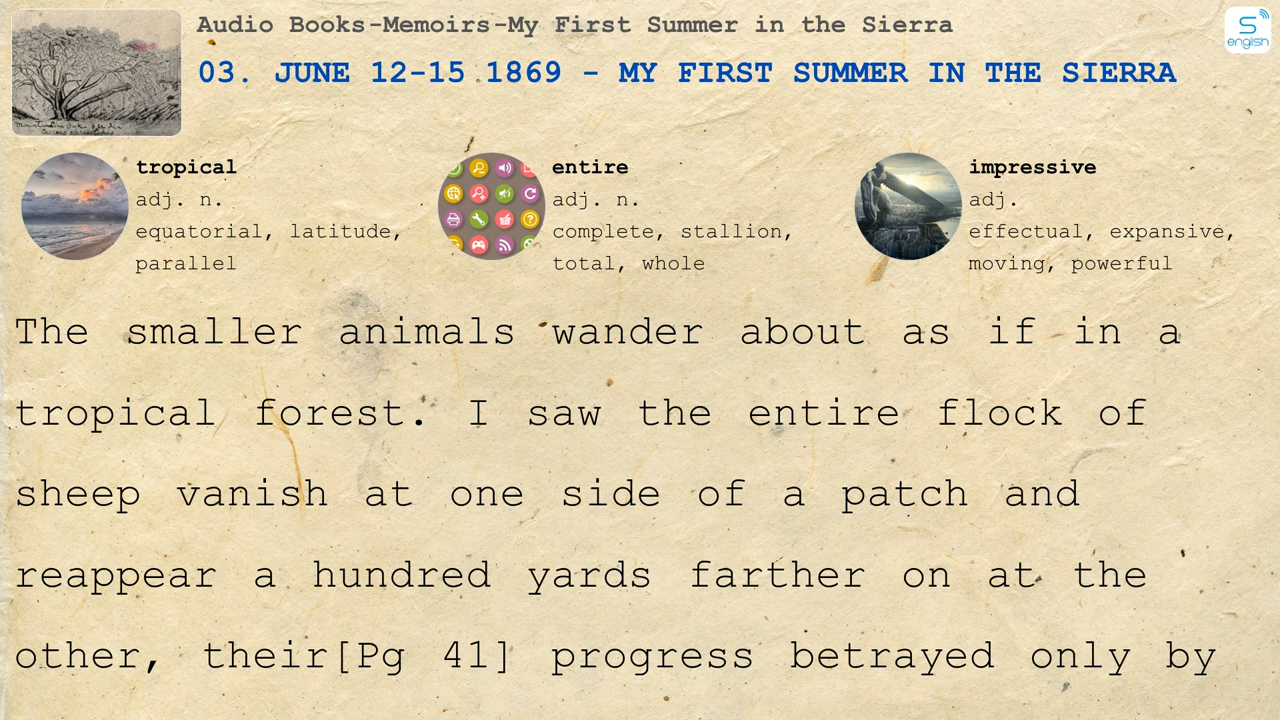 Audio Books-Memoirs-My First Summer in the Sierra
S
english
03. JUNE 12-15 1869 - MY FIRST SUMMER IN THE SIERRA
tropical
adj. n.
equatorial, latitude,
parallel
entire
adj. n.
complete, stallion,
total, whole
impressive
adj.
effectual, expansive,
moving, powerful
The smaller animals wander about as if in a
tropical forest. I saw the entire flock of
sheep vanish at one side of a patch and
reappear a hundred yards farther on at the
other, their[Pg 41] progress betrayed only by